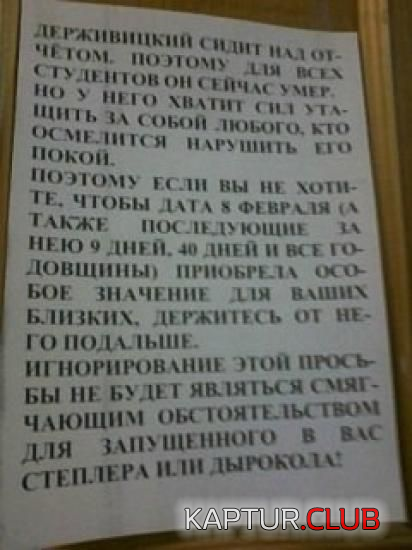 ДЕРЖИВИЦКИЙ СИДИТ НАД ОТ-
ЧЁТОМ. ПОЭТОМУ ДЛЯ ВСЕХ
СТУДЕНТОВ ОН СЕЙЧАС УМЕР.
НО У НЕГО ХВАТИТ СИЛ УТА-
ЩИТЬ ЗА СОБОЙ ЛЮБОГО, КТО
ОСМЕЛИТСЯ НАРУШИТЬ ЕГО
ПОКОЙ.
ПОЭТОМУ ЕСЛИ ВЫ НЕ ХОТИ-
ТЕ, ЧТОБЫ ДАТА 8 ФЕВРАЛЯ (А
ТАКЖЕ ПОСЛЕДУЮЩИЕ ЗА
НЕЮ 9 ДНЕЙ, 40 ДНЕЙ И ВСЕ ГО-
ДОВЩИНЫ) ПРИОБРЕЛА ОСО-
БОЕ ЗНАЧЕНИЕ ДЛЯ ВАШИХ
БЛИЗКИХ, ДЕРЖИТЕСЬ ОТ НЕ-
ГО ПОДАЛЬШЕ.
ИГНОРИРОВАНИЕ ЭТОЙ ПРОСЬ-
БЫ НЕ БУДЕТ ЯВЛЯТЬСЯ СМЯГ-
ЧАЮЩИМ ОБСТОЯТЕЛЬСТВОМ
ДЛЯ ЗАПУЩЕННОГО В ВАС
СТЕПЛЕРА ИЛИ ДЫРОКОЛА!
KAPTUR.CLUB